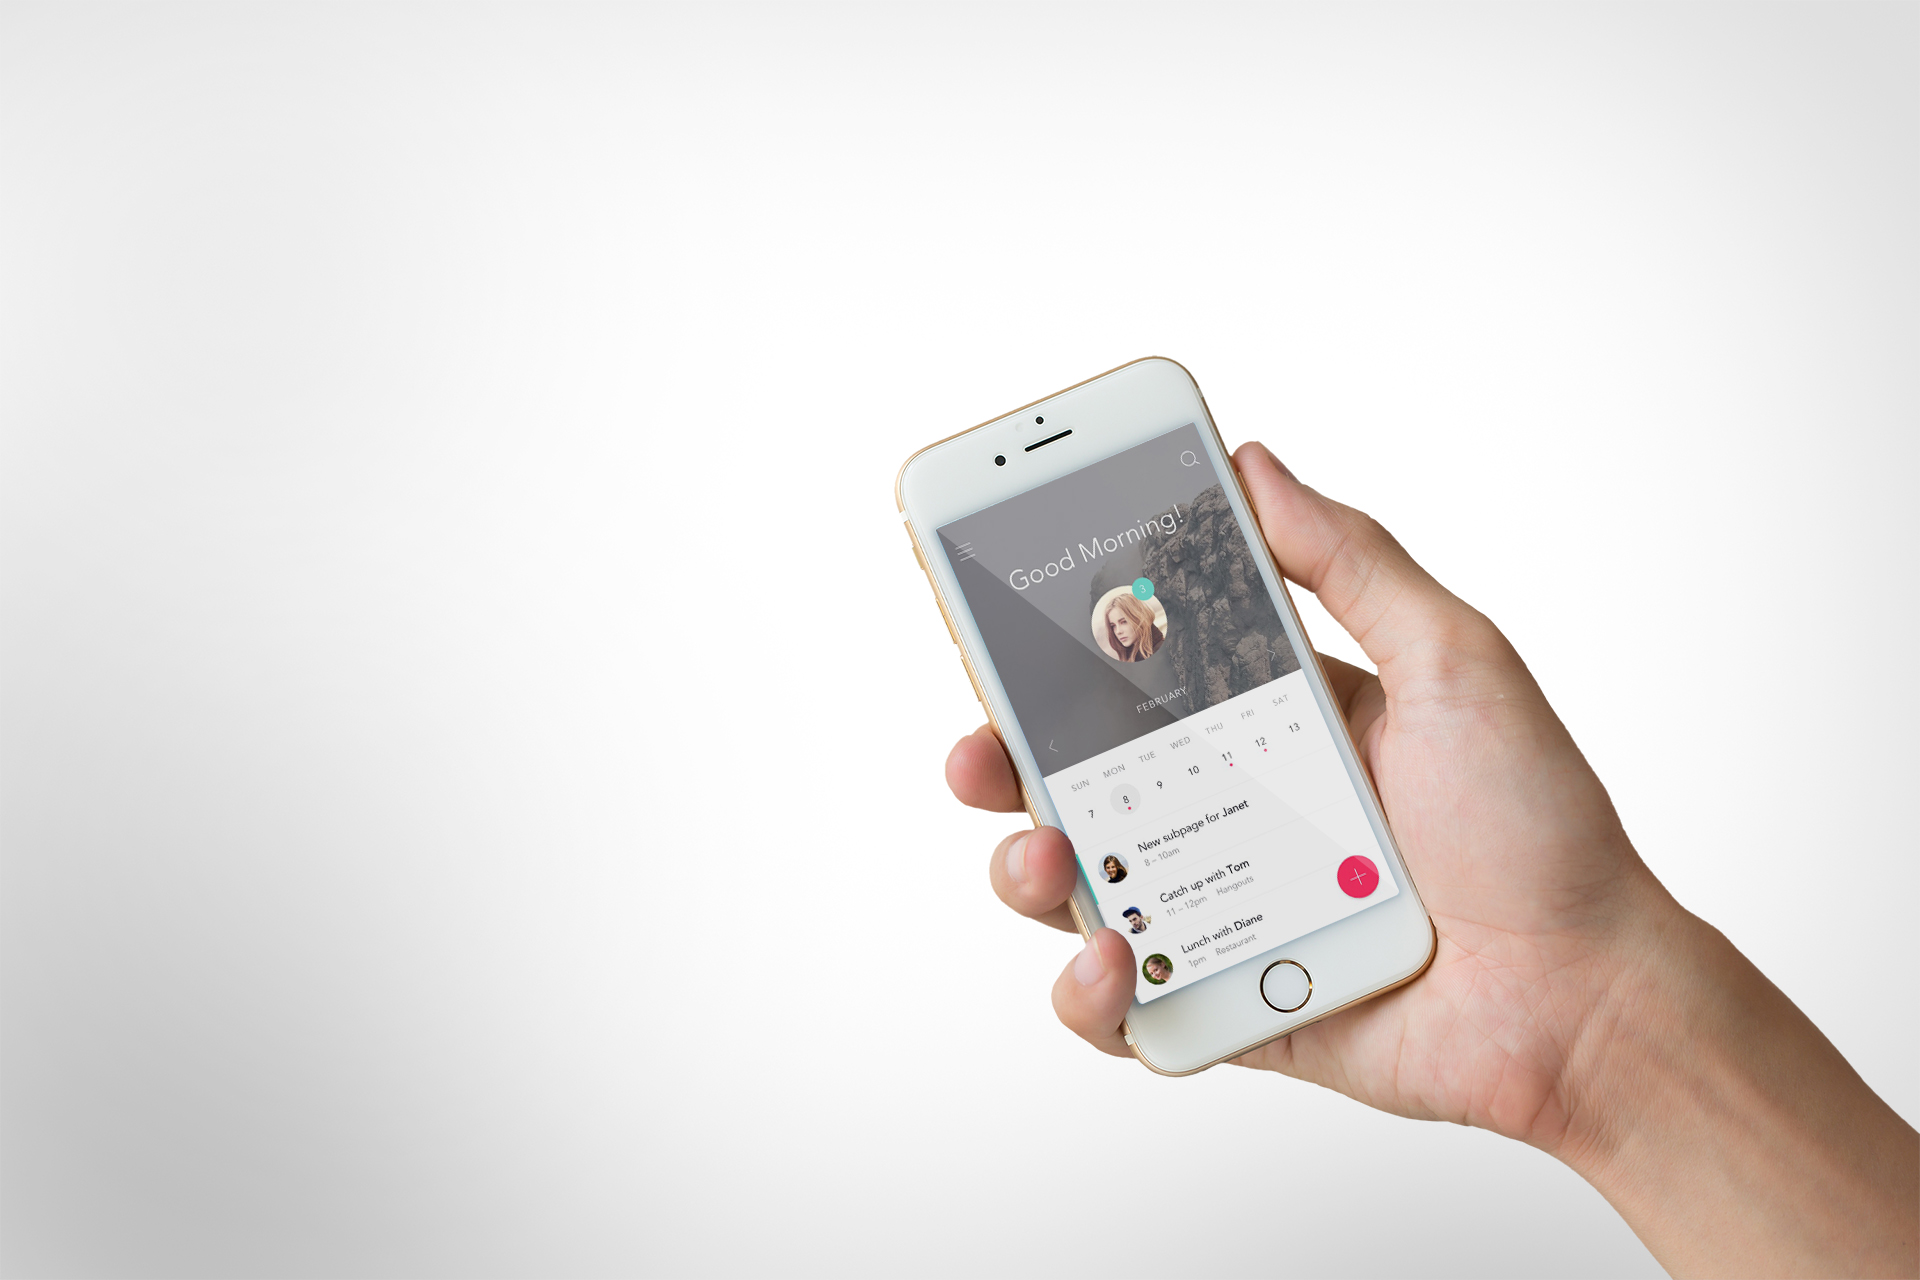 Good Morning!
3
FEBRUARY
SUN MON TUE WED THU FRI SAT
7 8 9 10 11 12 13
New subpage for Janet
8 – 10am
Catch up with Tom
11 – 12pm Hangouts
Lunch with Diane
1pm Restaurant